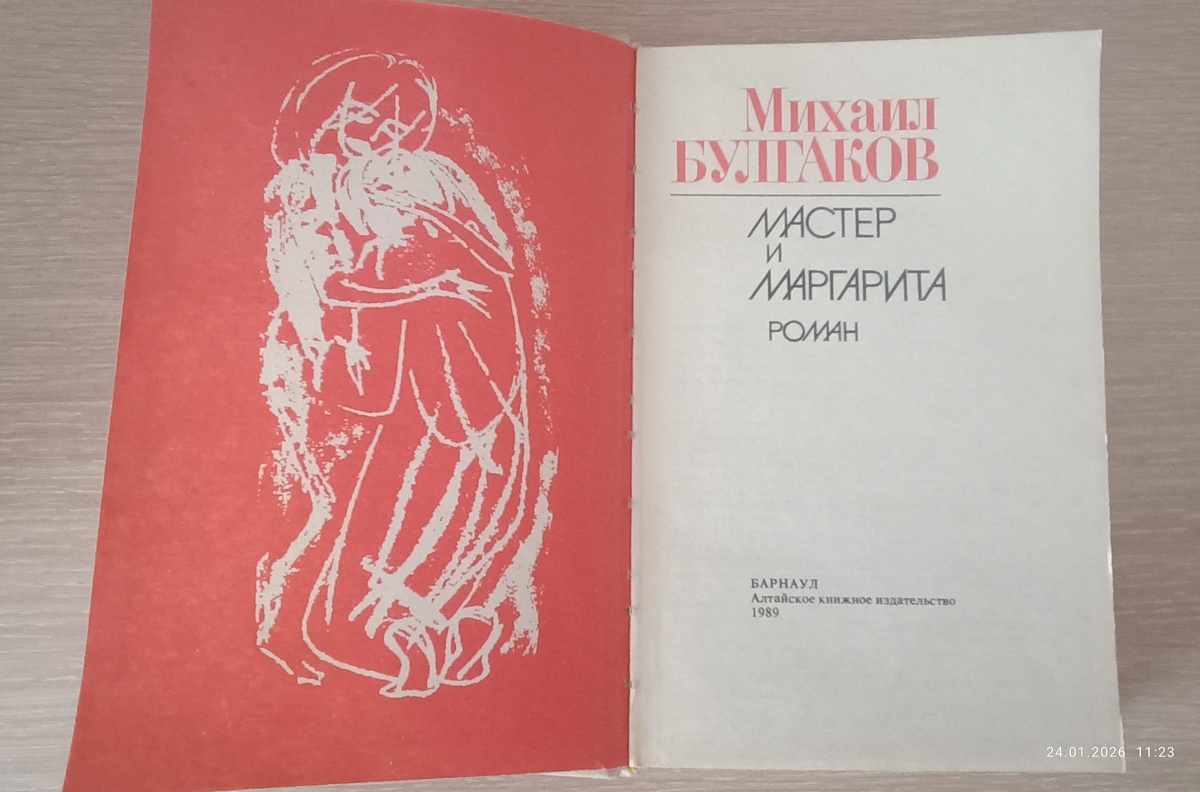 Михаил
БУЛГАКОВ
МАСТЕР
И
МАРГАРИТА
РОМАН
БАРНАУЛ
Алтайское книжное издательство
1989
24.01.2026 11:23